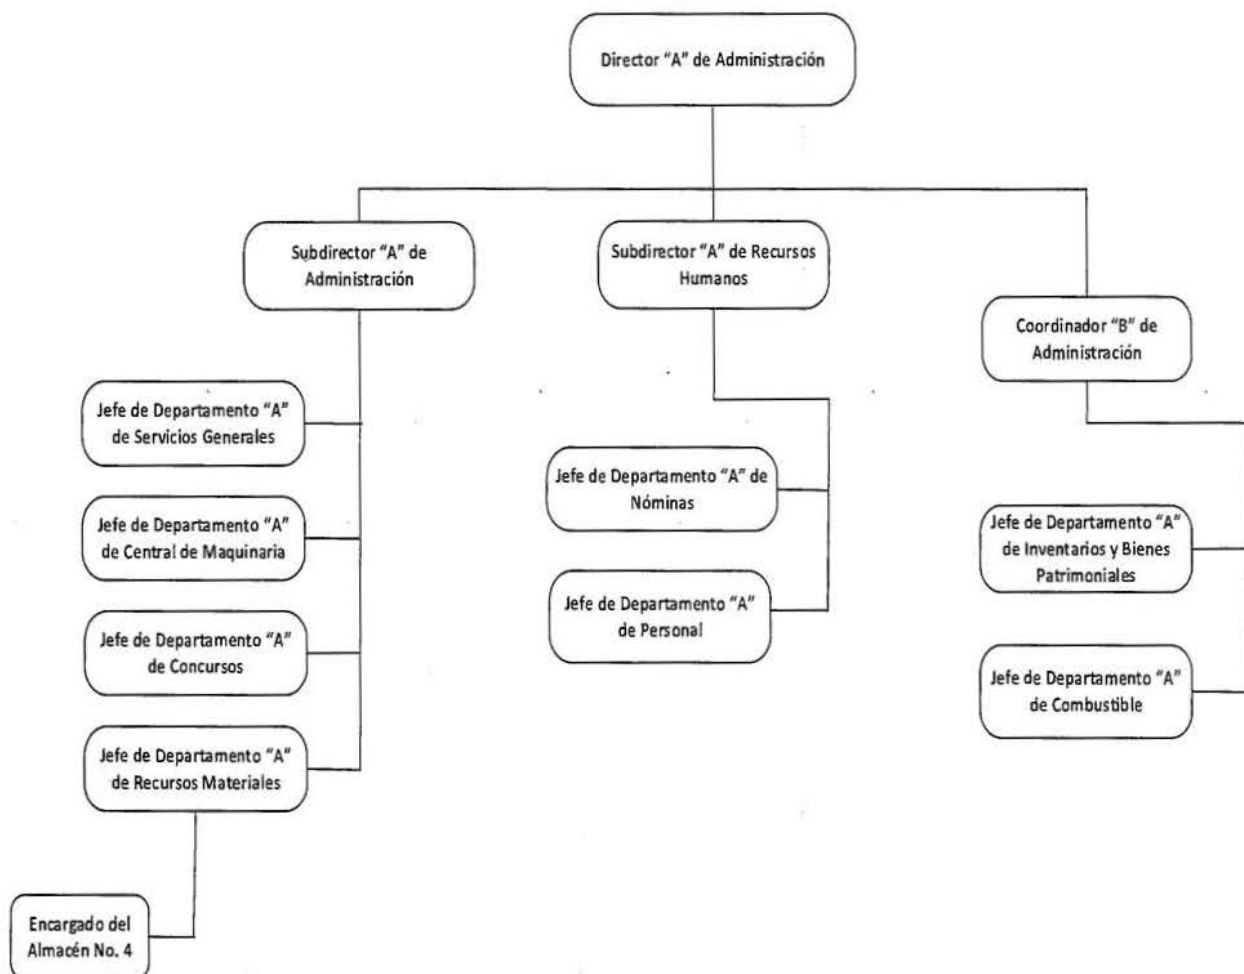 Director "A" de Administración
Subdirector "A" de
Administración
Subdirector "A" de Recursos
Humanos
Coordinador "B" de
Administración
Jefe de Departamento "A"
de Servicios Generales
Jefe de Departamento "A"
de Central de Maquinaria
Jefe de Departamento "A"
de Concursos
Jefe de Departamento "A"
de Recursos Materiales
Encargado del
Almacén No. 4
Jefe de Departamento "A" de
Nóminas
Jefe de Departamento "A"
de Personal
Jefe de Departamento "A"
de Inventarios y Bienes
Patrimoniales
Jefe de Departamento "A"
de Combustible